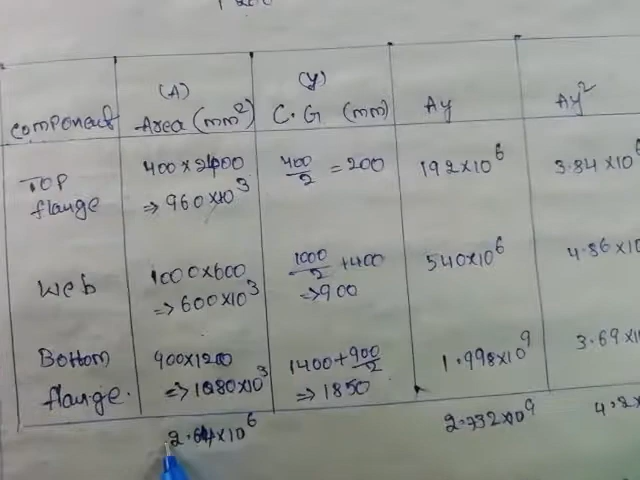 (A) (y)
Component Area (mm²) C.G (mm) Ay Ay²
Top 400×2400 400/2 = 200 192×10⁶ 3.84×10
flange ⇒ 960×10³
Web 1000×600 1000/2 +400 540×10⁶ 4.86×10
⇒ 600×10³ ⇒ 900
Bottom 900×1200 1400+900/2 1.998×10⁹ 3.69×10
flange. ⇒ 1080×10³ ⇒ 1850
2.64×10⁶ 2.732×10⁹ 4.2×